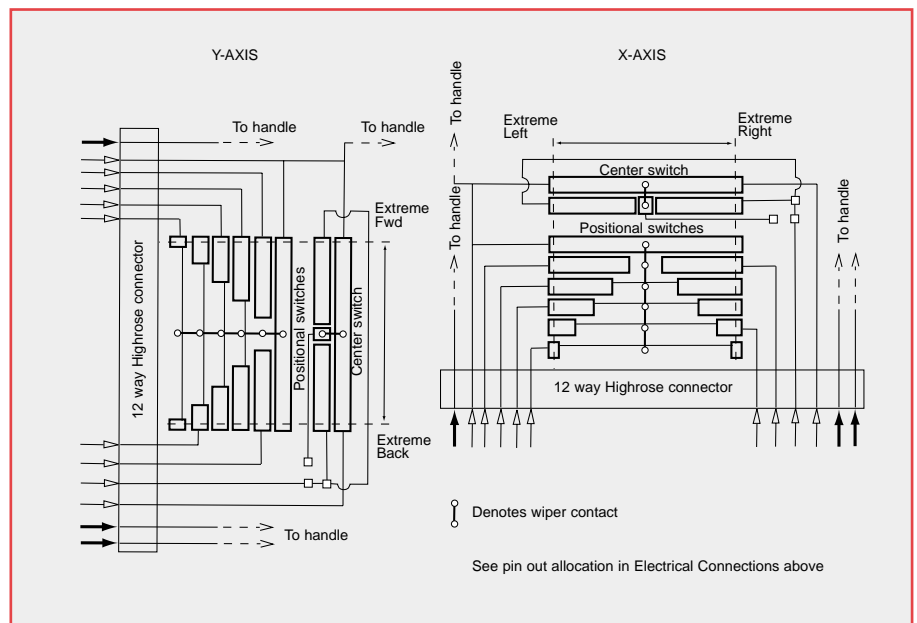 Y-AXIS
X-AXIS
To handle
To handle
Extreme
Fwd
Extreme
Back
12 way Highrose connector
Positional switches
Center switch
To handle
To handle
To handle
Extreme
Left
Extreme
Right
Center switch
Positional switches
To handle
12 way Highrose connector
Denotes wiper contact
See pin out allocation in Electrical Connections above